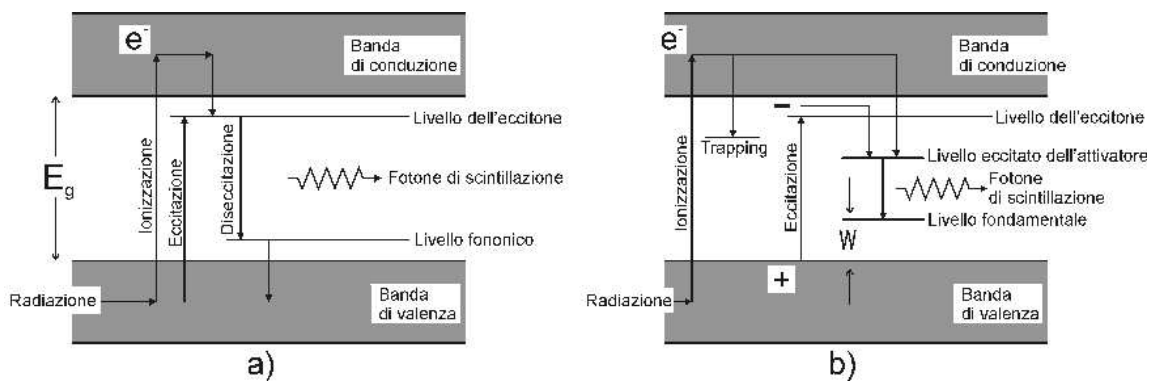 e-
Banda
di conduzione
Livello dell'eccitone
Eg
Ionizzazione
Eccitazione
Diseccitazione
Fotone di scintillazione
Livello fononico
Radiazione
Banda
di valenza
a)
e-
Banda
di conduzione
−
Livello dell'eccitone
Trapping
Livello eccitato dell'attivatore
Ionizzazione
Eccitazione
Fotone
di scintillazione
Livello fondamentale
W
+
Radiazione
Banda
di valenza
b)